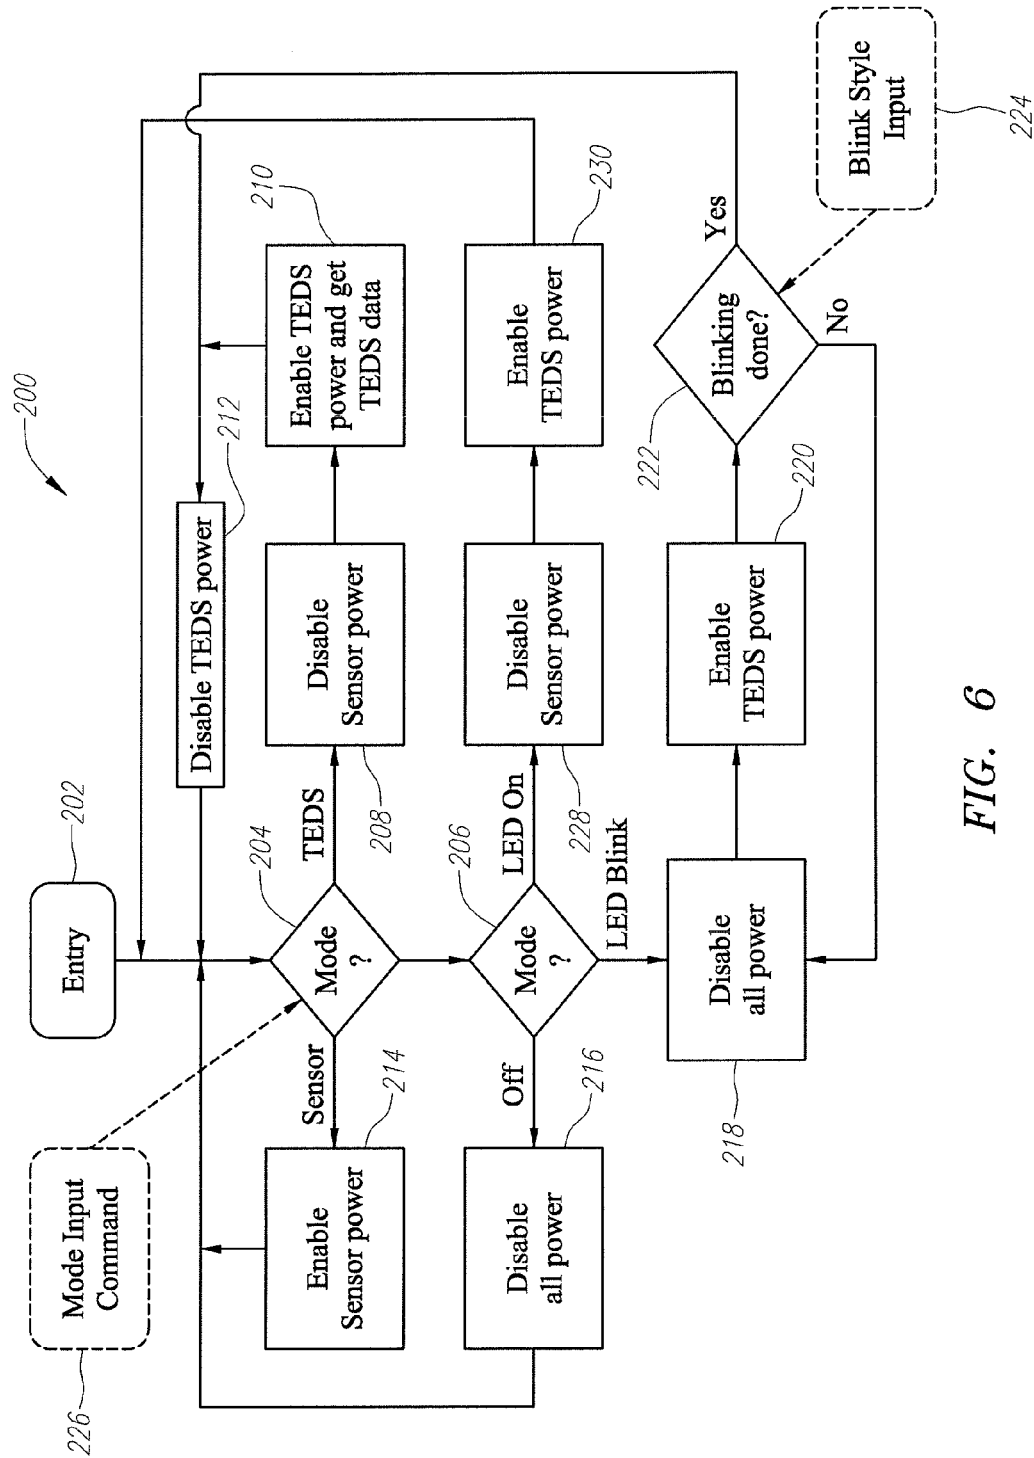 200
Entry
202
Mode Input
Command
226
Disable TEDS power
212
Mode
?
204
Sensor
TEDS
Enable
Sensor power
214
Disable
Sensor power
208
Enable TEDS
power and get
TEDS data
210
Mode
?
206
Off
LED On
LED Blink
Disable
all power
216
Disable
Sensor power
228
Enable
TEDS power
230
Disable
all power
218
Enable
TEDS power
220
Blinking
done?
222
Yes
No
Blink Style
Input
224
FIG. 6